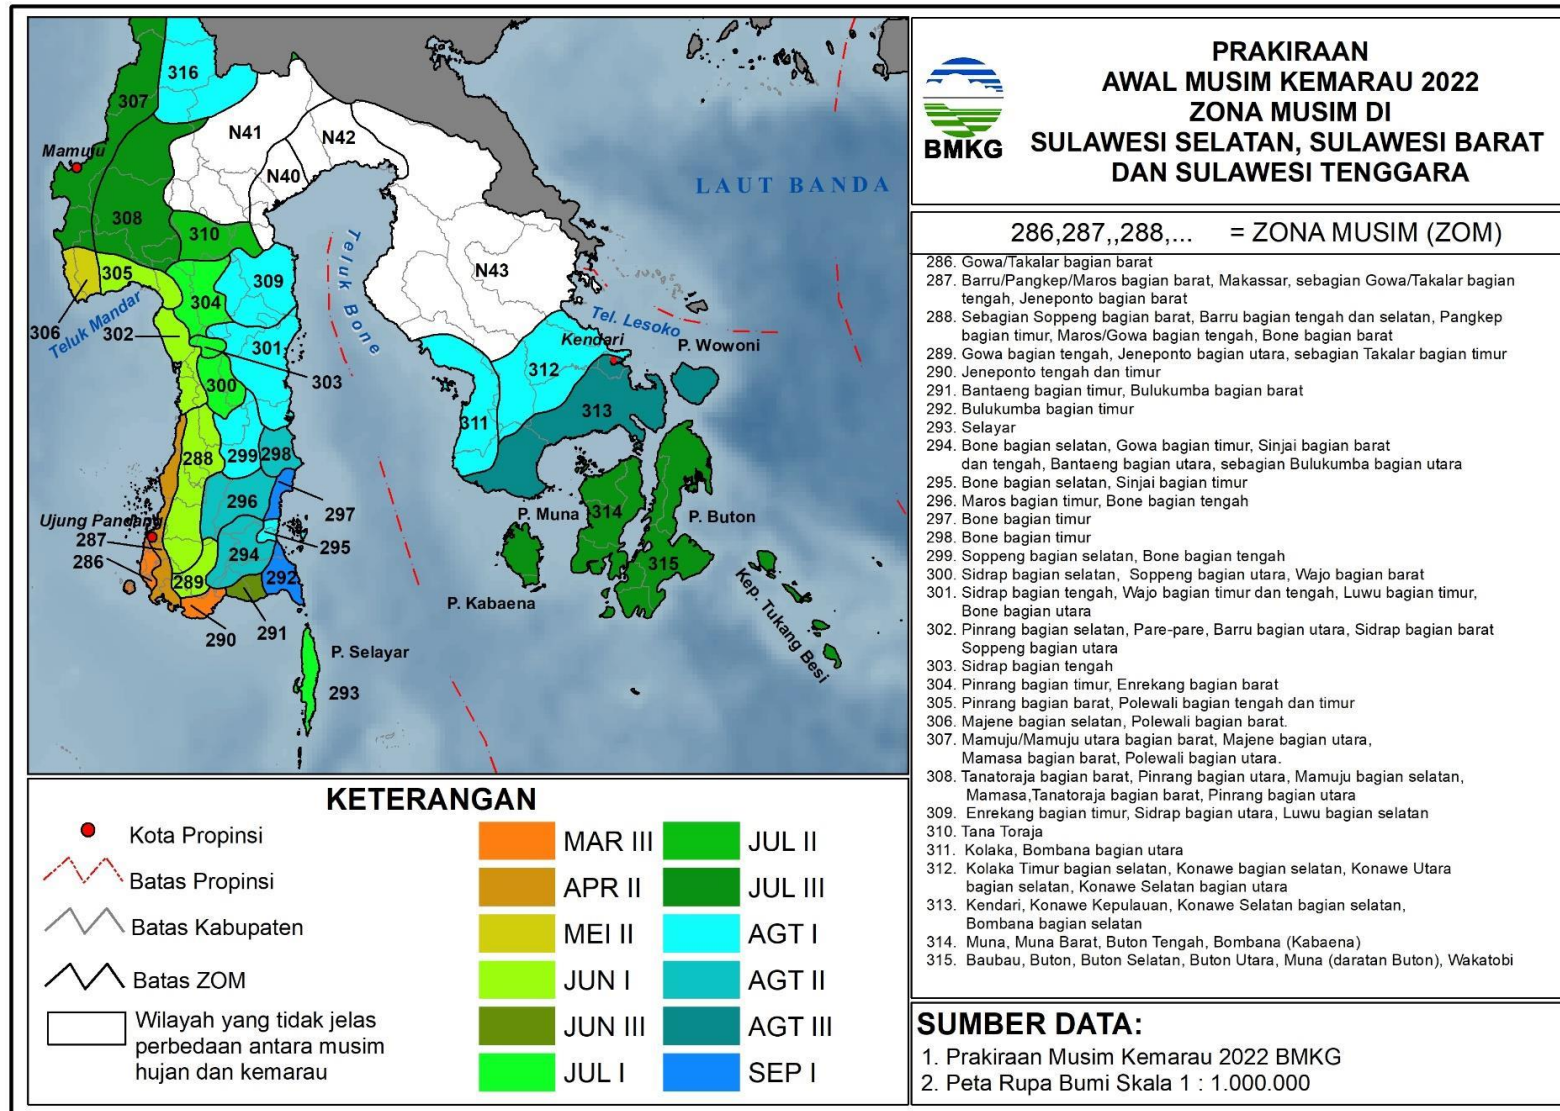 316
307
N41
N42
Mamuju
N40
308
310
LAUT BANDA
305
309
N43
304
306
Teluk Mandar
302
Teluk Bone
301
Tel. Lesoko
Kendari
P. Wowoni
303
300
312
313
311
288
299
298
296
297
P. Muna
314
P. Buton
Ujung Pandang
287
294
295
286
289
292
315
P. Kabaena
Kep. Tukang Besi
290
291
P. Selayar
293
BMKG
PRAKIRAAN
AWAL MUSIM KEMARAU 2022
ZONA MUSIM DI
SULAWESI SELATAN, SULAWESI BARAT
DAN SULAWESI TENGGARA
286,287,,288,... = ZONA MUSIM (ZOM)
286. Gowa/Takalar bagian barat
287. Barru/Pangkep/Maros bagian barat, Makassar, sebagian Gowa/Takalar bagian
tengah, Jeneponto bagian barat
288. Sebagian Soppeng bagian barat, Barru bagian tengah dan selatan, Pangkep
bagian timur, Maros/Gowa bagian tengah, Bone bagian barat
289. Gowa bagian tengah, Jeneponto bagian utara, sebagian Takalar bagian timur
290. Jeneponto tengah dan timur
291. Bantaeng bagian timur, Bulukumba bagian barat
292. Bulukumba bagian timur
293. Selayar
294. Bone bagian selatan, Gowa bagian timur, Sinjai bagian barat
dan tengah, Bantaeng bagian utara, sebagian Bulukumba bagian utara
295. Bone bagian selatan, Sinjai bagian timur
296. Maros bagian timur, Bone bagian tengah
297. Bone bagian timur
298. Bone bagian timur
299. Soppeng bagian selatan, Bone bagian tengah
300. Sidrap bagian selatan, Soppeng bagian utara, Wajo bagian barat
301. Sidrap bagian tengah, Wajo bagian timur dan tengah, Luwu bagian timur,
Bone bagian utara
302. Pinrang bagian selatan, Pare-pare, Barru bagian utara, Sidrap bagian barat
Soppeng bagian utara
303. Sidrap bagian tengah
304. Pinrang bagian timur, Enrekang bagian barat
305. Pinrang bagian barat, Polewali bagian tengah dan timur
306. Majene bagian selatan, Polewali bagian barat.
307. Mamuju/Mamuju utara bagian barat, Majene bagian utara,
Mamasa bagian barat, Polewali bagian utara.
308. Tanatoraja bagian barat, Pinrang bagian utara, Mamuju bagian selatan,
Mamasa,Tanatoraja bagian barat, Pinrang bagian utara
309. Enrekang bagian timur, Sidrap bagian utara, Luwu bagian selatan
310. Tana Toraja
311. Kolaka, Bombana bagian utara
312. Kolaka Timur bagian selatan, Konawe bagian selatan, Konawe Utara
bagian selatan, Konawe Selatan bagian utara
313. Kendari, Konawe Kepulauan, Konawe Selatan bagian selatan,
Bombana bagian selatan
314. Muna, Muna Barat, Buton Tengah, Bombana (Kabaena)
315. Baubau, Buton, Buton Selatan, Buton Utara, Muna (daratan Buton), Wakatobi
KETERANGAN
Kota Propinsi
Batas Propinsi
Batas Kabupaten
Batas ZOM
Wilayah yang tidak jelas
perbedaan antara musim
hujan dan kemarau
MAR III
APR II
MEI II
JUN I
JUN III
JUL I
JUL II
JUL III
AGT I
AGT II
AGT III
SEP I
SUMBER DATA:
1. Prakiraan Musim Kemarau 2022 BMKG
2. Peta Rupa Bumi Skala 1 : 1.000.000